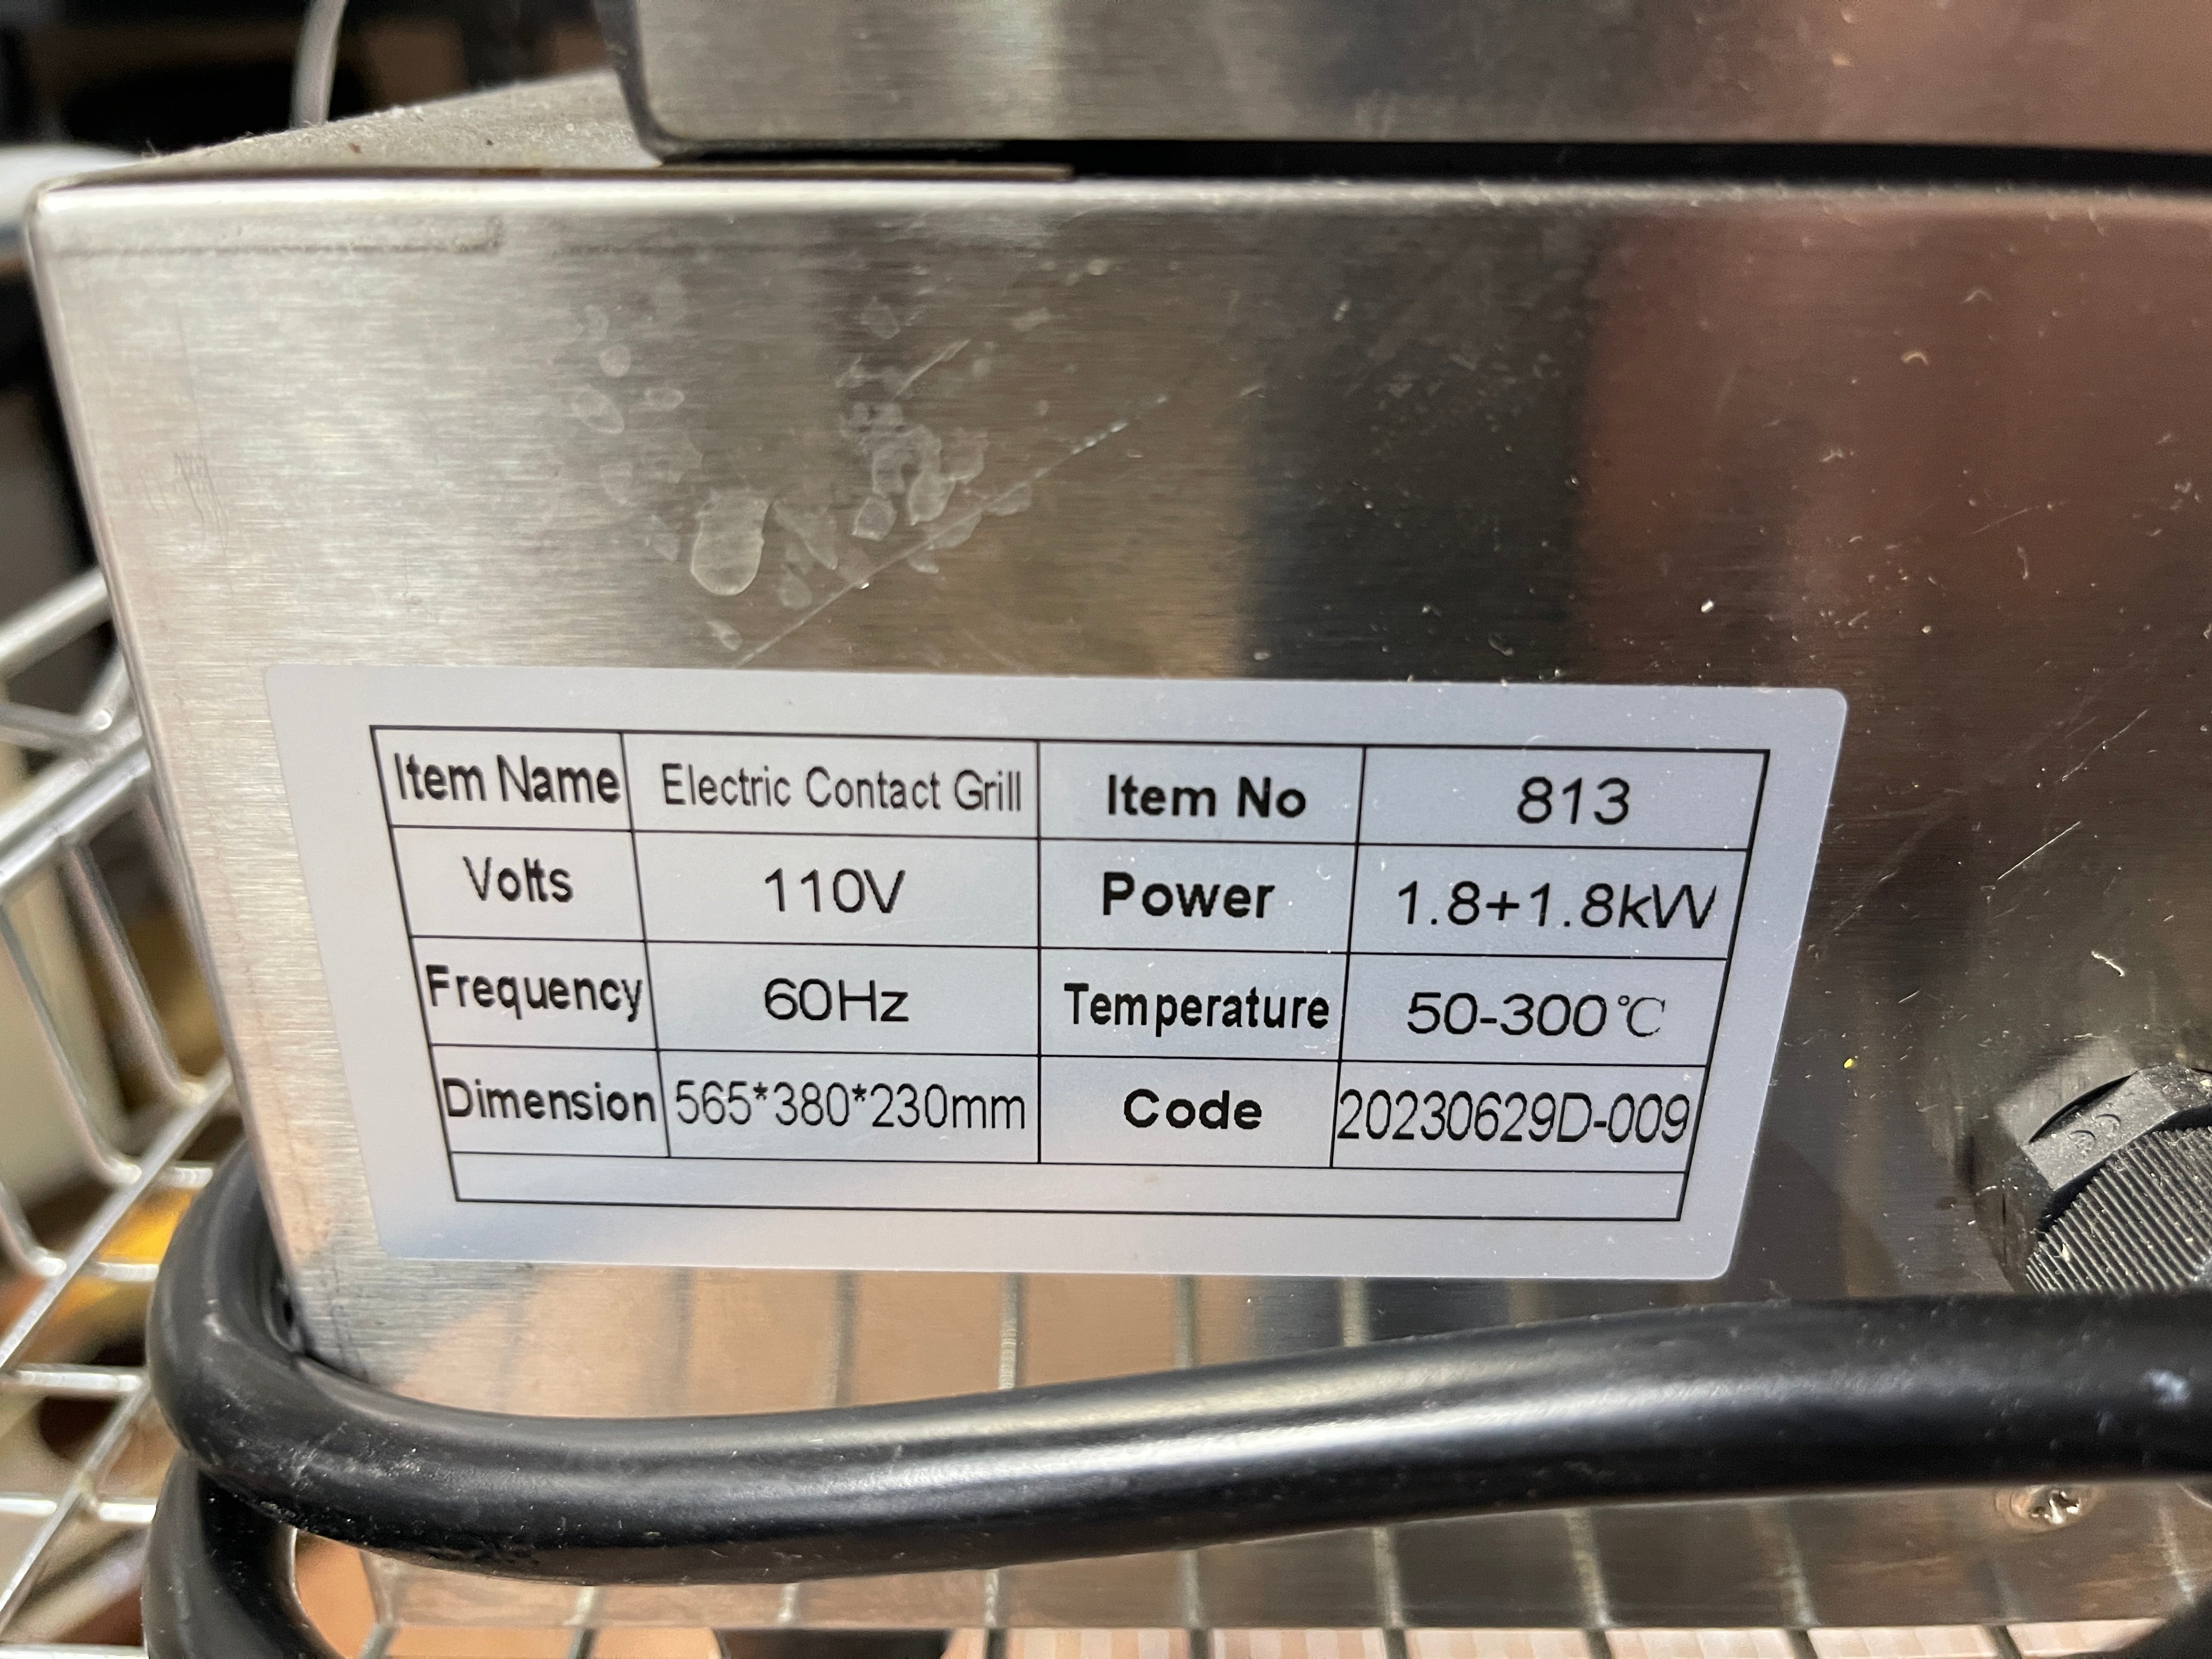 Item Name Electric Contact Grill Item No 813
Volts 110V Power 1.8+1.8kW
Frequency 60Hz Temperature 50-300℃
Dimension 565*380*230mm Code 20230629D-009